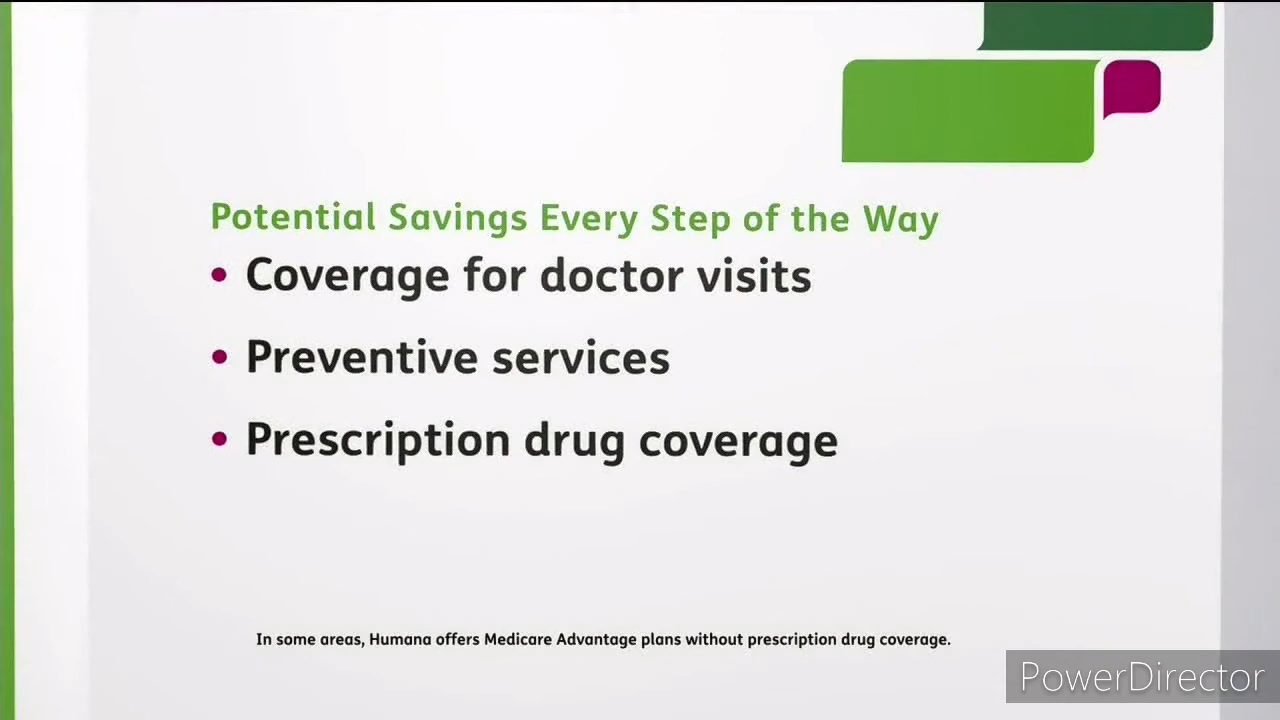 Potential Savings Every Step of the Way
• Coverage for doctor visits
• Preventive services
• Prescription drug coverage
In some areas, Humana offers Medicare Advantage plans without prescription drug coverage.
PowerDirector